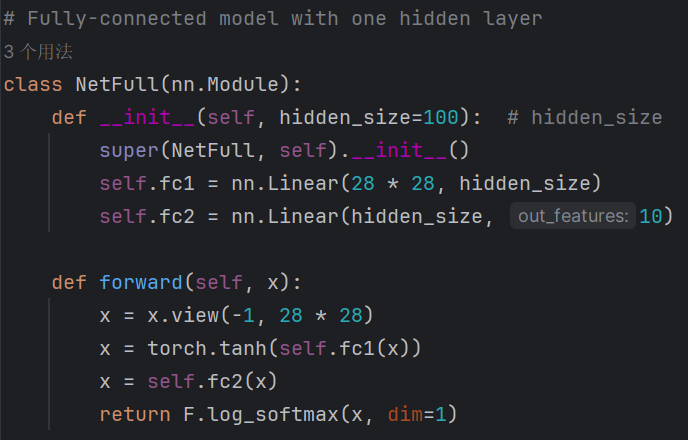 # Fully-connected model with one hidden layer
3 个用法
class NetFull(nn.Module):
    def __init__(self, hidden_size=100):  # hidden_size
        super(NetFull, self).__init__()
        self.fc1 = nn.Linear(28 * 28, hidden_size)
        self.fc2 = nn.Linear(hidden_size, out_features: 10)

    def forward(self, x):
        x = x.view(-1, 28 * 28)
        x = torch.tanh(self.fc1(x))
        x = self.fc2(x)
        return F.log_softmax(x, dim=1)